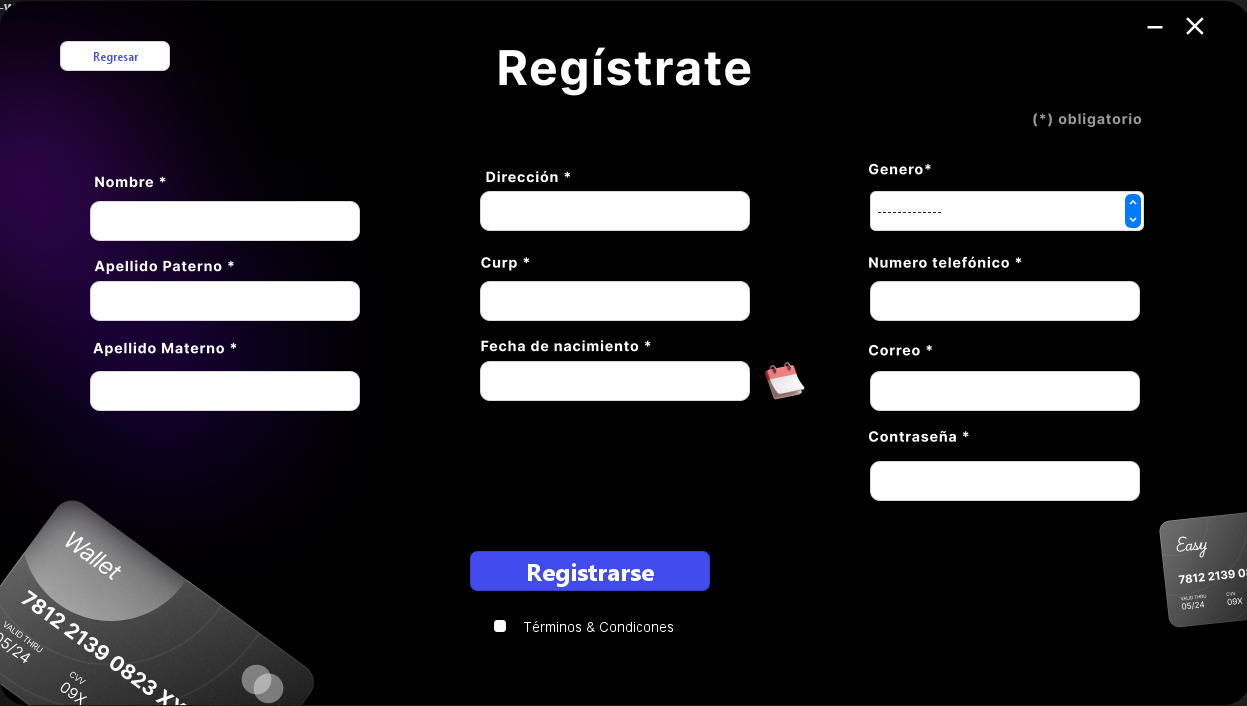 Regresar
Regístrate
(*) obligatorio
Nombre *
Apellido Paterno *
Apellido Materno *
Dirección *
Curp *
Fecha de nacimiento *
Genero*
-------------
Numero telefónico *
Correo *
Contraseña *
Registrarse
Términos & Condicones
Wallet
7812 2139 0823 XX
VALID THRU
05/24
CVV
09X
Easy
7812 2139 0
VALID THRU
05/24
CVV
09X